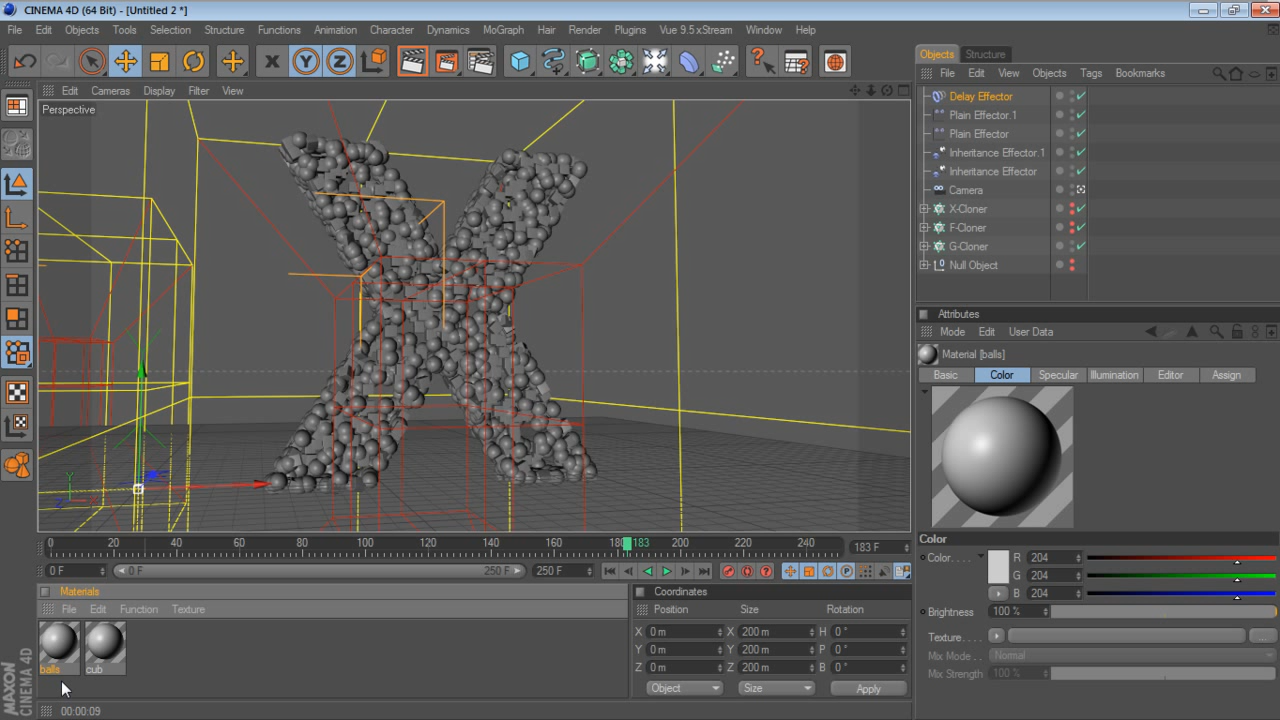 CINEMA 4D (64 Bit) - [Untitled 2 *]
File Edit Objects Tools Selection Structure Functions Animation Character Dynamics MoGraph Hair Render Plugins Vue 9.5 xStream Window Help
X Y Z
Edit Cameras Display Filter View
Perspective
Objects Structure
File Edit View Objects Tags Bookmarks
Delay Effector
Plain Effector.1
Plain Effector
Inheritance Effector.1
Inheritance Effector
Camera
X-Cloner
F-Cloner
G-Cloner
Null Object
Attributes
Mode Edit User Data
Material [balls]
Basic Color Specular Illumination Editor Assign
Color
Color.... R 204
G 204
B 204
Brightness 100 %
Texture....
Mix Mode.. Normal
Mix Strength 100 %
0 20 40 60 80 100 120 140 160 183 200 220 240 183 F
0 F 0 F 250 F 250 F
Materials
File Edit Function Texture
balls cub
Coordinates
Position Size Rotation
X 0 m X 200 m H 0 °
Y 0 m Y 200 m P 0 °
Z 0 m Z 200 m B 0 °
Object Size Apply
MAXON
CINEMA 4D
00:00:09